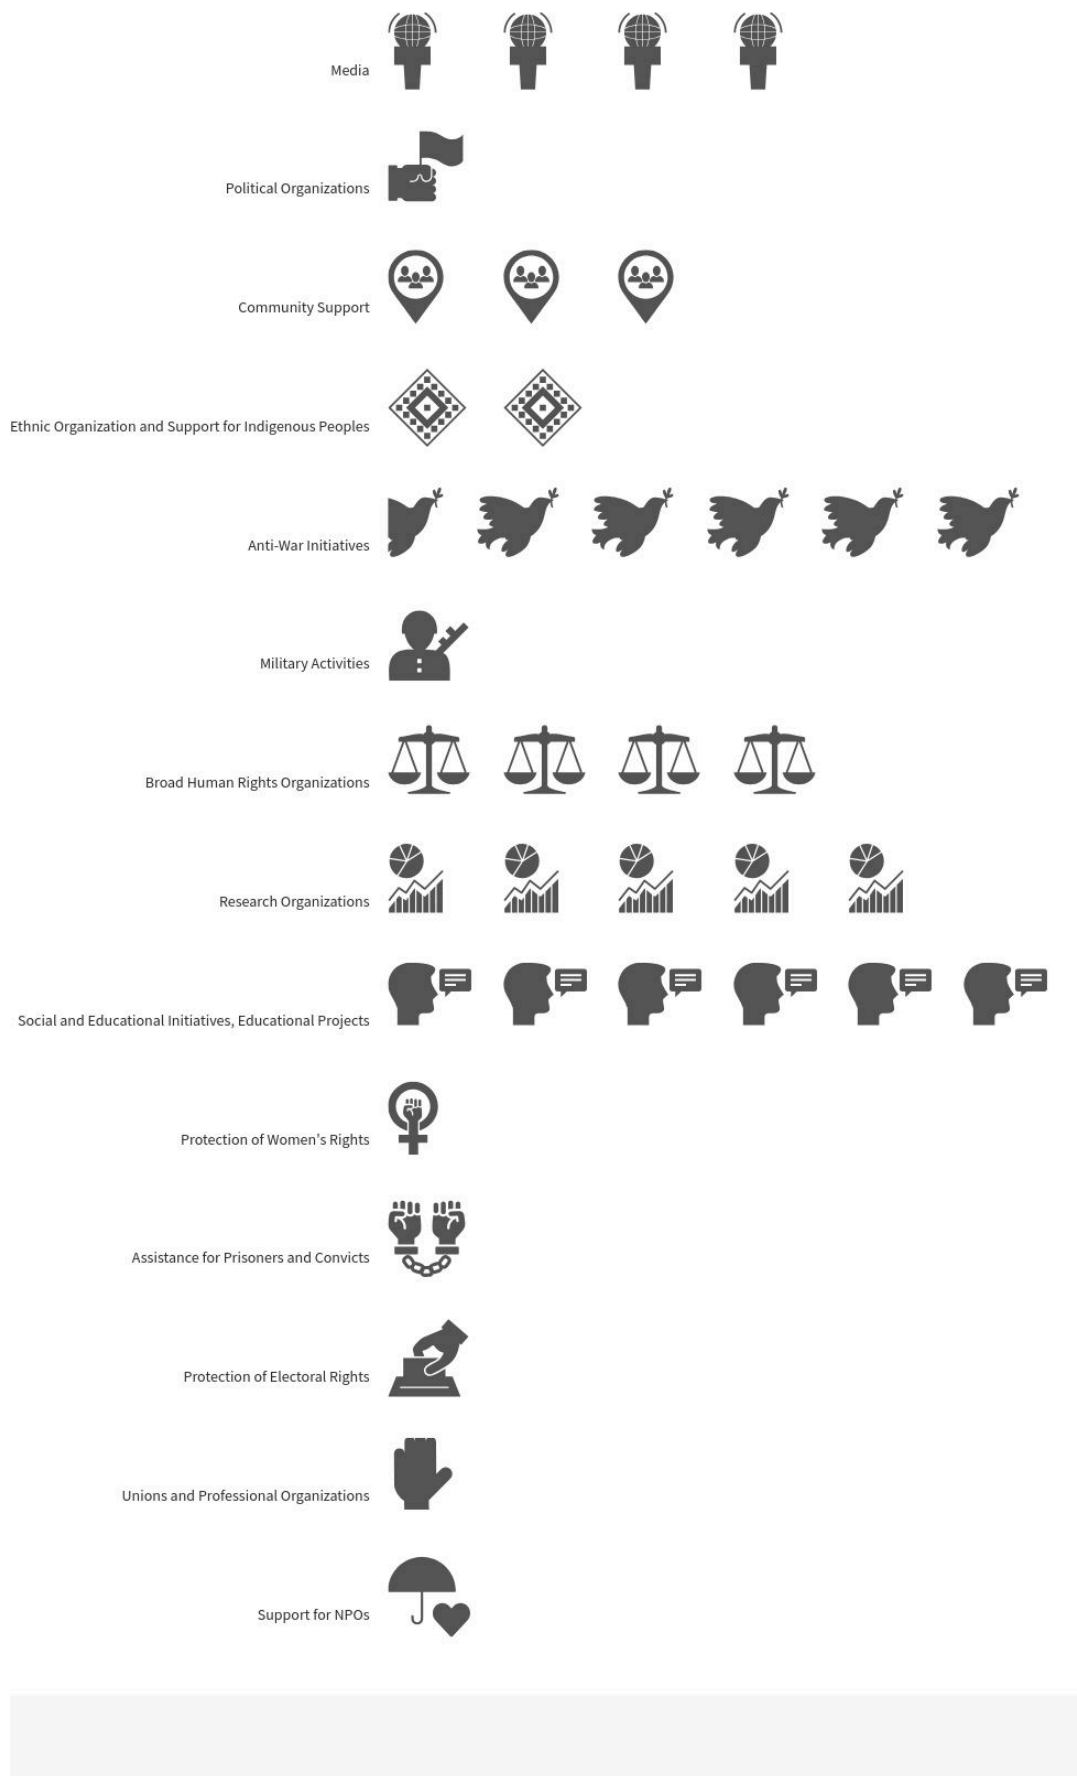 Media
Political Organizations
Community Support
Ethnic Organization and Support for Indigenous Peoples
Anti-War Initiatives
Military Activities
Broad Human Rights Organizations
Research Organizations
Social and Educational Initiatives, Educational Projects
Protection of Women's Rights
Assistance for Prisoners and Convicts
Protection of Electoral Rights
Unions and Professional Organizations
Support for NPOs